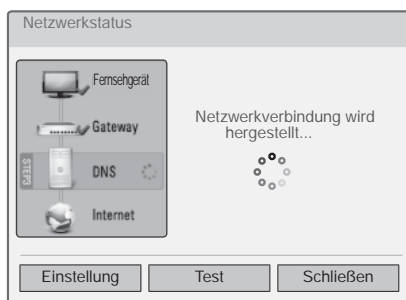 Netzwerkstatus
Fernsehgerät
Gateway
STEP3
DNS
Internet
Netzwerkverbindung wird
hergestellt...
Einstellung
Test
Schließen